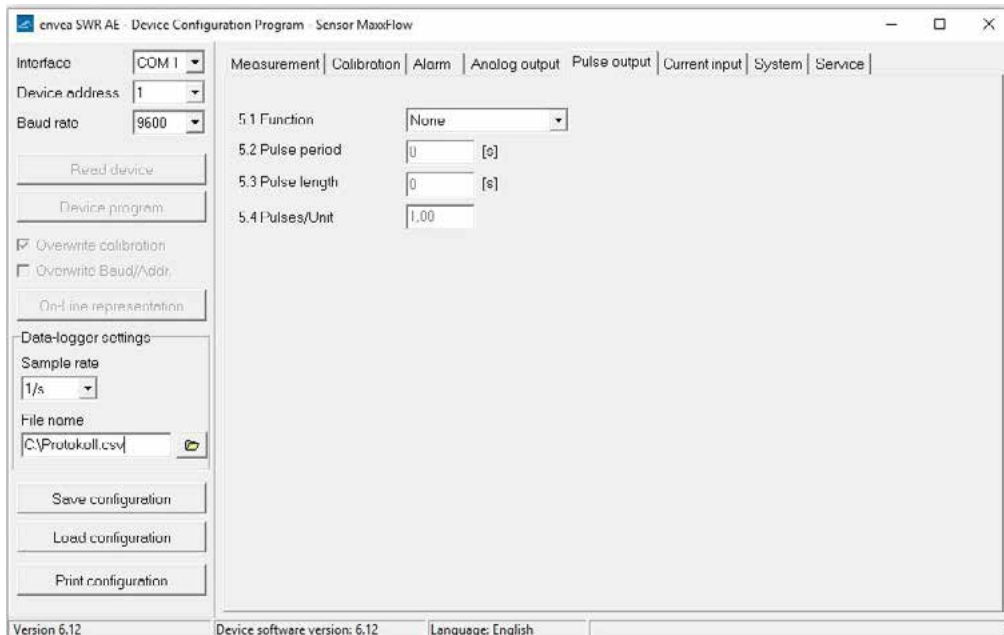 envea SWR AE - Device Configuration Program - Sensor MaxxFlow
Interface COM 1
Device address 1
Baud rate 9600
Read device
Device program
Overwrite calibration
Overwrite Baud/Addr.
On-Line representation
Data-logger settings
Sample rate
1/s
File name
C:\Protokoll.csv
Save configuration
Load configuration
Print configuration
Measurement Calibration Alarm Analog output Pulse output Current input System Service
5.1 Function None
5.2 Pulse period 0 [s]
5.3 Pulse length 0 [s]
5.4 Pulses/Unit 1,00
Version 6.12 Device software version: 6.12 Language: English